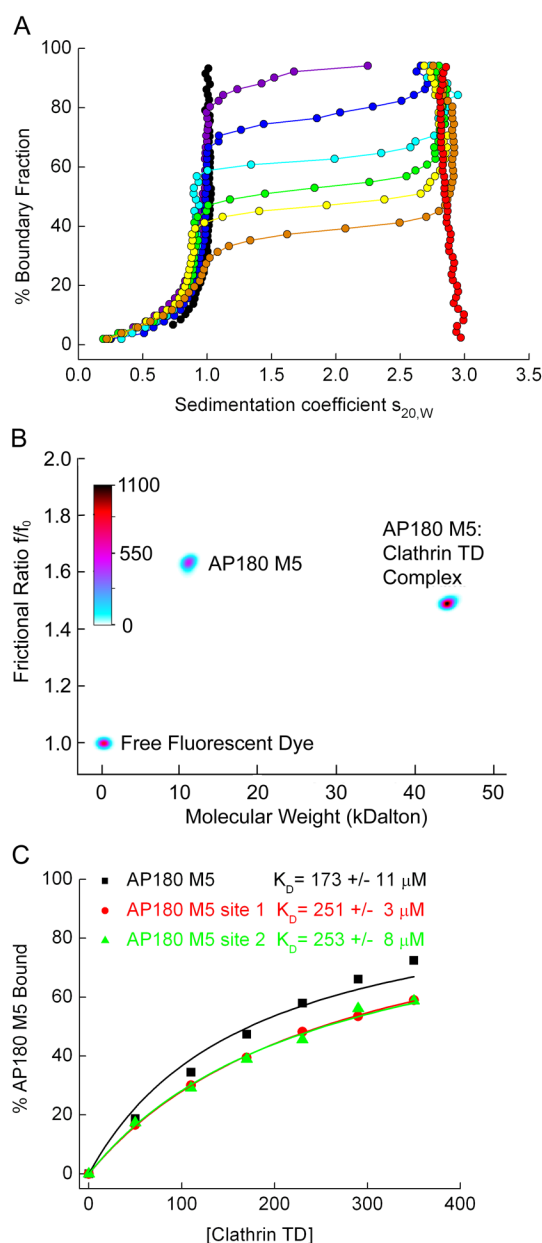 A
100
80
60
40
20
0
% Boundary Fraction
0.0 0.5 1.0 1.5 2.0 2.5 3.0 3.5
Sedimentation coefficient s20,W
B
2.0
1.8
1.6
1.4
1.2
1.0
Frictional Ratio f/f0
1100
550
0
AP180 M5
AP180 M5:
Clathrin TD
Complex
Free Fluorescent Dye
0 10 20 30 40 50
Molecular Weight (kDalton)
C
100
80
60
40
20
0
% AP180 M5 Bound
AP180 M5 KD= 173 +/- 11 μM
AP180 M5 site 1 KD= 251 +/- 3 μM
AP180 M5 site 2 KD= 253 +/- 8 μM
0 100 200 300 400
[Clathrin TD]